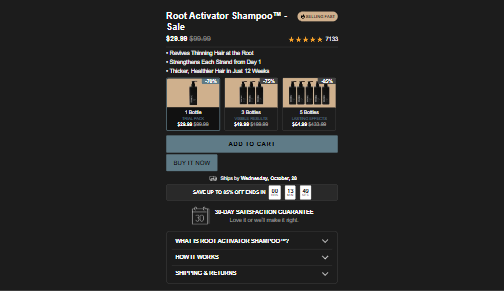 Root Activator Shampoo™ -
Sale
SELLING FAST
$29.99 $99.99
★★★★★ 7133
• Revives Thinning Hair at the Root
• Strengthens Each Strand from Day 1
• Thicker, Healthier Hair in Just 12 Weeks
-70% -75% -85%
1 Bottle 3 Bottles 5 Bottles
$29.99 $99.99 $49.99 $64.99
ADD TO CART
BUY IT NOW
Ships by Wednesday, October, 29
SAVE UP TO 85% OFF ENDS IN 00 13
30-DAY SATISFACTION GUARANTEE
30 Love it or we'll make it right.
WHAT IS ROOT ACTIVATOR SHAMPOO™?
HOW IT WORKS
SHIPPING & RETURNS